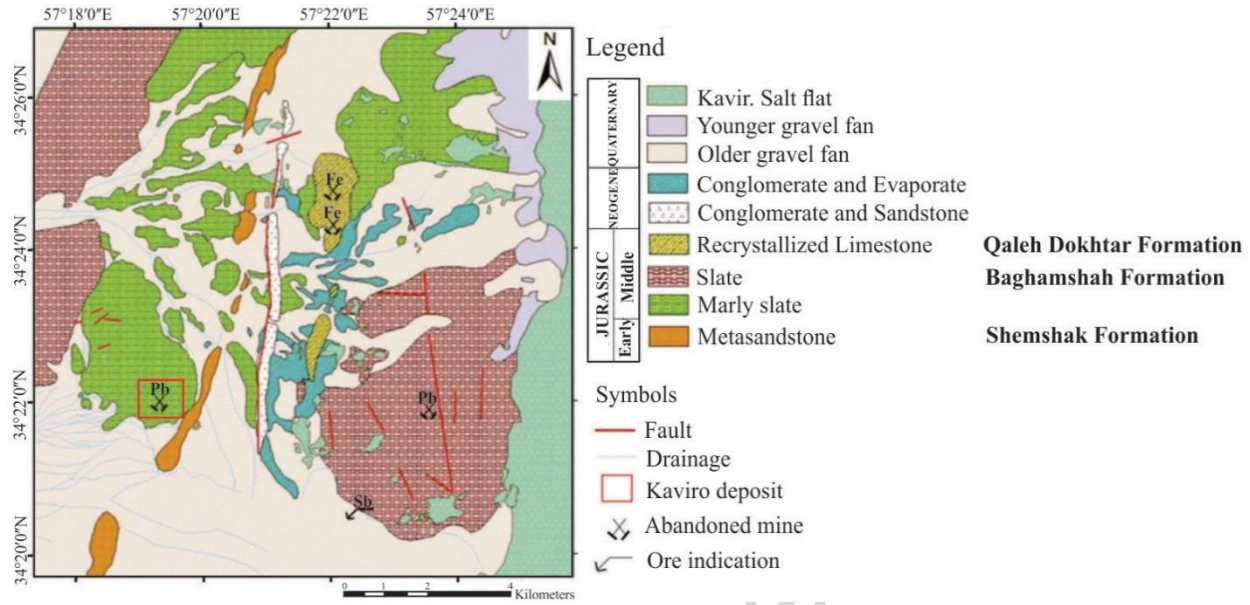 57°18′0″E 57°20′0″E 57°22′0″E 57°24′0″E
34°26′0″N
34°24′0″N
34°22′0″N
34°20′0″N
N
Fe
Fe
Pb
Pb
Sb
0 1 2 4
Kilometers
Legend
QUATERNARY
NEOGENE
JURASSIC
Middle
Early
Kavir. Salt flat
Younger gravel fan
Older gravel fan
Conglomerate and Evaporate
Conglomerate and Sandstone
Recrystallized Limestone Qaleh Dokhtar Formation
Slate Baghamshah Formation
Marly slate
Metasandstone Shemshak Formation
Symbols
Fault
Drainage
Kaviro deposit
Abandoned mine
Ore indication